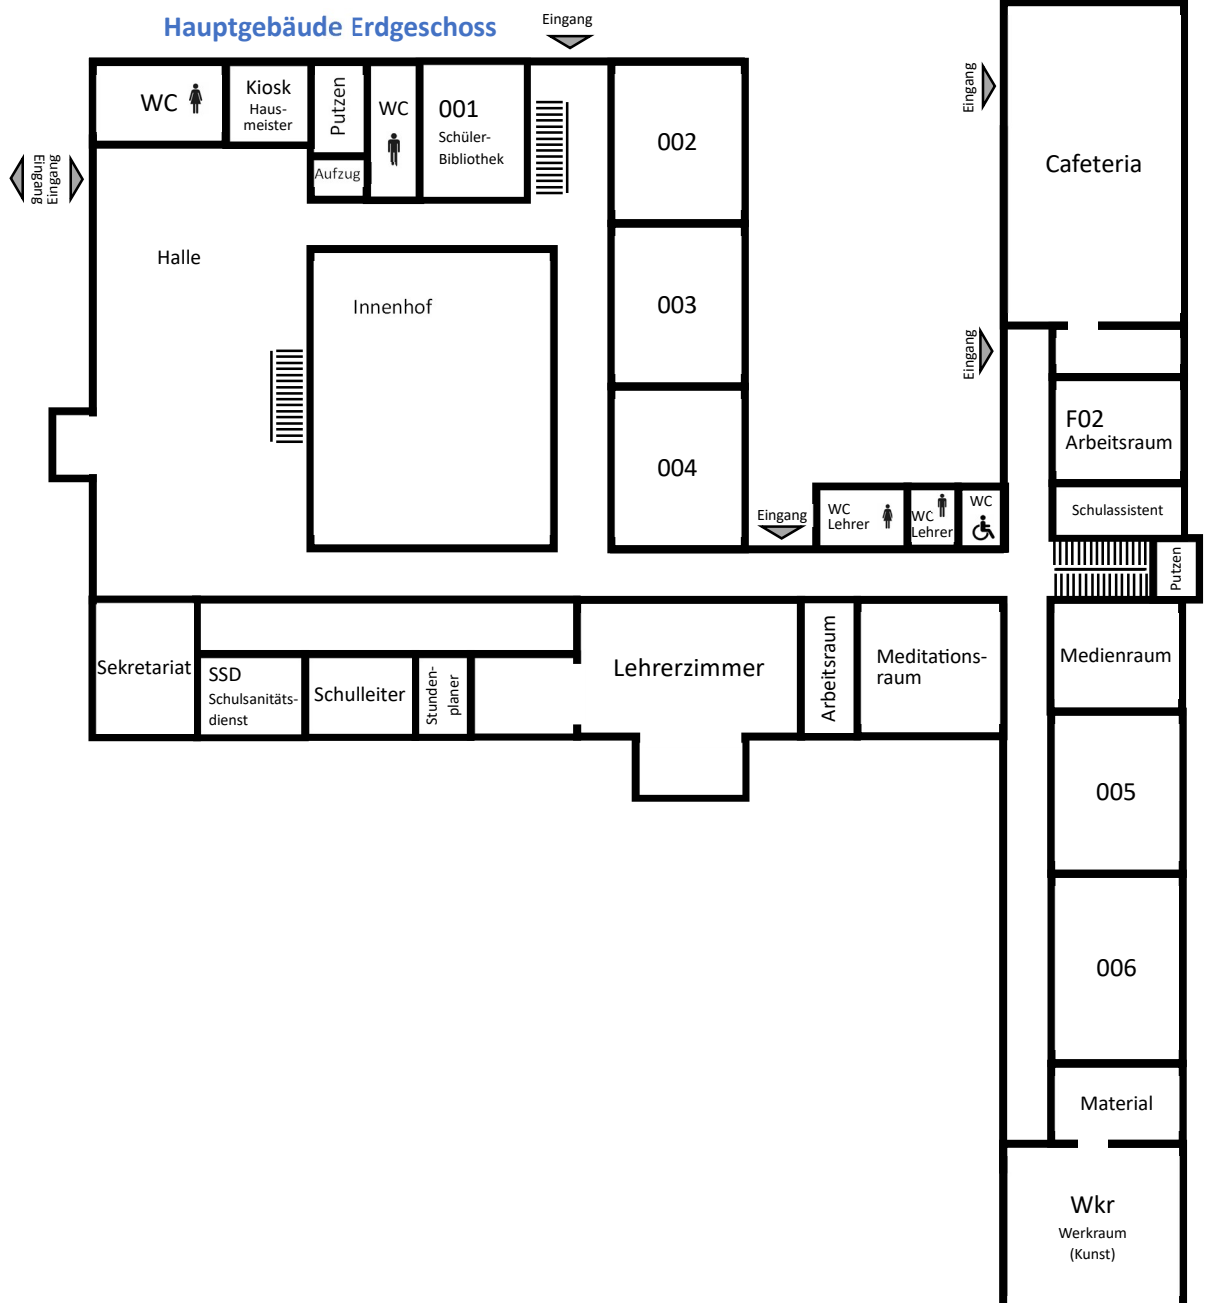 Hauptgebäude Erdgeschoss
Eingang
WC
Kiosk
Haus-
meister
Putzen
Aufzug
WC
001
Schüler-
Bibliothek
002
Eingang
Cafeteria
Eingang
Eingang
Halle
Innenhof
003
Eingang
F02
Arbeitsraum
004
Eingang
WC
Lehrer
WC
Lehrer
WC
Schulassistent
Putzen
Sekretariat
SSD
Schulsanitäts-
dienst
Schulleiter
Stunden-
planer
Lehrerzimmer
Arbeitsraum
Meditations-
raum
Medienraum
005
006
Material
Wkr
Werkraum
(Kunst)